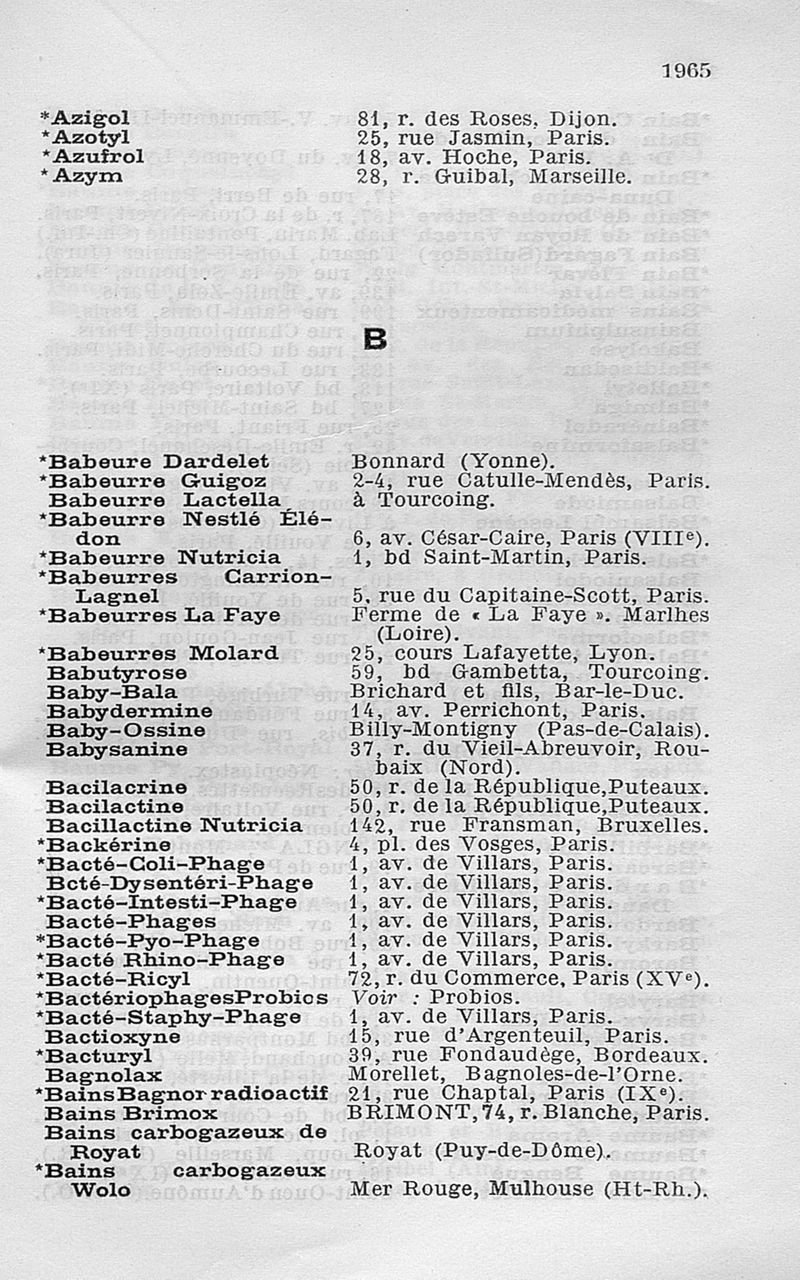 1965
*Azigol 81, r. des Roses, Dijon.
*Azotyl 25, rue Jasmin, Paris.
*Azufrol 18, av. Hoche, Paris.
*Azym 28, r. Guibal, Marseille.
B
*Babeure Dardelet Bonnard (Yonne).
*Babeurre Guigoz 2-4, rue Catulle-Mendès, Paris.
Babeurre Lactella à Tourcoing.
*Babeurre Nestlé Élé-
don 6, av. César-Caire, Paris (VIIIe).
*Babeurre Nutricia 1, bd Saint-Martin, Paris.
*Babeurres Carrion-
Lagnel 5, rue du Capitaine-Scott, Paris.
*Babeurres La Faye Ferme de « La Faye ». Marlhes
(Loire).
*Babeurres Molard 25, cours Lafayette, Lyon.
Babutyrose 59, bd Gambetta, Tourcoing.
Baby-Bala Brichard et fils, Bar-le-Duc.
Babydermine 14, av. Perrichont, Paris.
Baby-Ossine Billy-Montigny (Pas-de-Calais).
Babysanine 37, r. du Vieil-Abreuvoir, Rou-
baix (Nord).
Bacilacrine 50, r. de la République,Puteaux.
Bacilactine 50, r. de la République,Puteaux.
Bacillactine Nutricia 142, rue Fransman, Bruxelles.
*Backérine 4, pl. des Vosges, Paris.
*Bacté-Coli-Phage 1, av. de Villars, Paris.
Bcté-Dysentéri-Phage 1, av. de Villars, Paris.
*Bacté-Intesti-Phage 1, av. de Villars, Paris.
Bacté-Phages 1, av. de Villars, Paris.
*Bacté-Pyo-Phage 1, av. de Villars, Paris.
*Bacté Rhino-Phage 1, av. de Villars, Paris.
*Bacté-Ricyl 72, r. du Commerce, Paris (XVe).
*BactériophagesProbios Voir : Probios.
*Bacté-Staphy-Phage 1, av. de Villars, Paris.
Bactioxyne 15, rue d'Argenteuil, Paris.
*Bacturyl 39, rue Fondaudège, Bordeaux.
Bagnolax Morellet, Bagnoles-de-l'Orne.
*Bains Bagnor radioactif 21, rue Chaptal, Paris (IXe).
Bains Brimox BRIMONT, 74, r. Blanche, Paris.
Bains carbogazeux de
Royat Royat (Puy-de-Dôme).
*Bains carbogazeux
Wolo Mer Rouge, Mulhouse (Ht-Rh.).